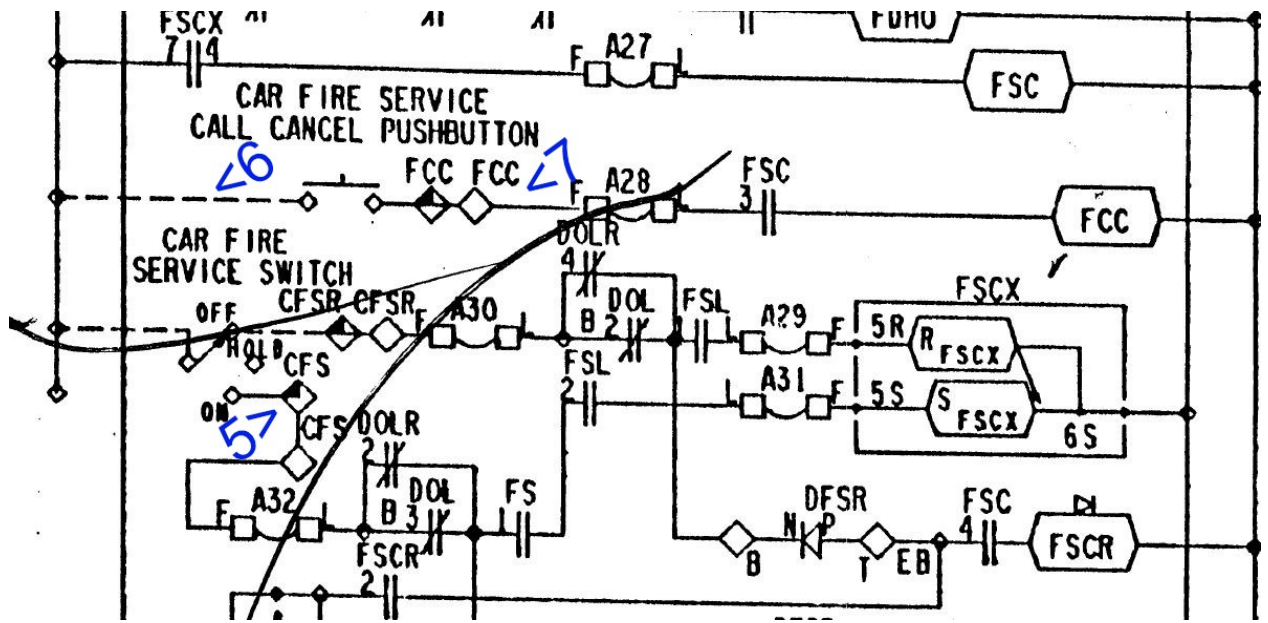 FSCX
7 4
F A27 L
FDHO
FSC
CAR FIRE SERVICE
CALL CANCEL PUSHBUTTON
<6
FCC FCC <7
F A28 L
FSC
3
FCC
CAR FIRE
SERVICE SWITCH
OFF
HOLD
ON
CFSR CFSR
F A30 L
DOLR
4
B DOL
2
1 FSL
L A29 F
FSCX
5R
R FSCX
CFS
5>
CFS
FSL
2
L A31 F
5S
S FSCX
6S
DOLR
2
F A32 L
B DOL
3
1 FS
FSCR
2
B
DFSR
N P
T
EB
FSC
4
FSCR